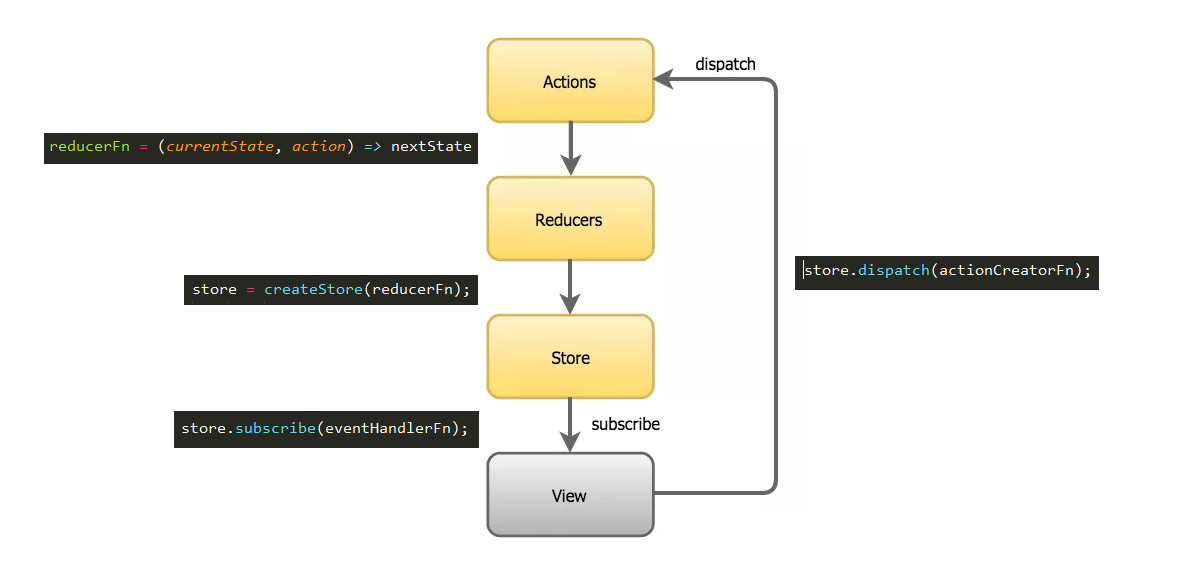 dispatch
Actions
reducerFn = (currentState, action) => nextState
Reducers
store.dispatch(actionCreatorFn);
store = createStore(reducerFn);
Store
subscribe
store.subscribe(eventHandlerFn);
View